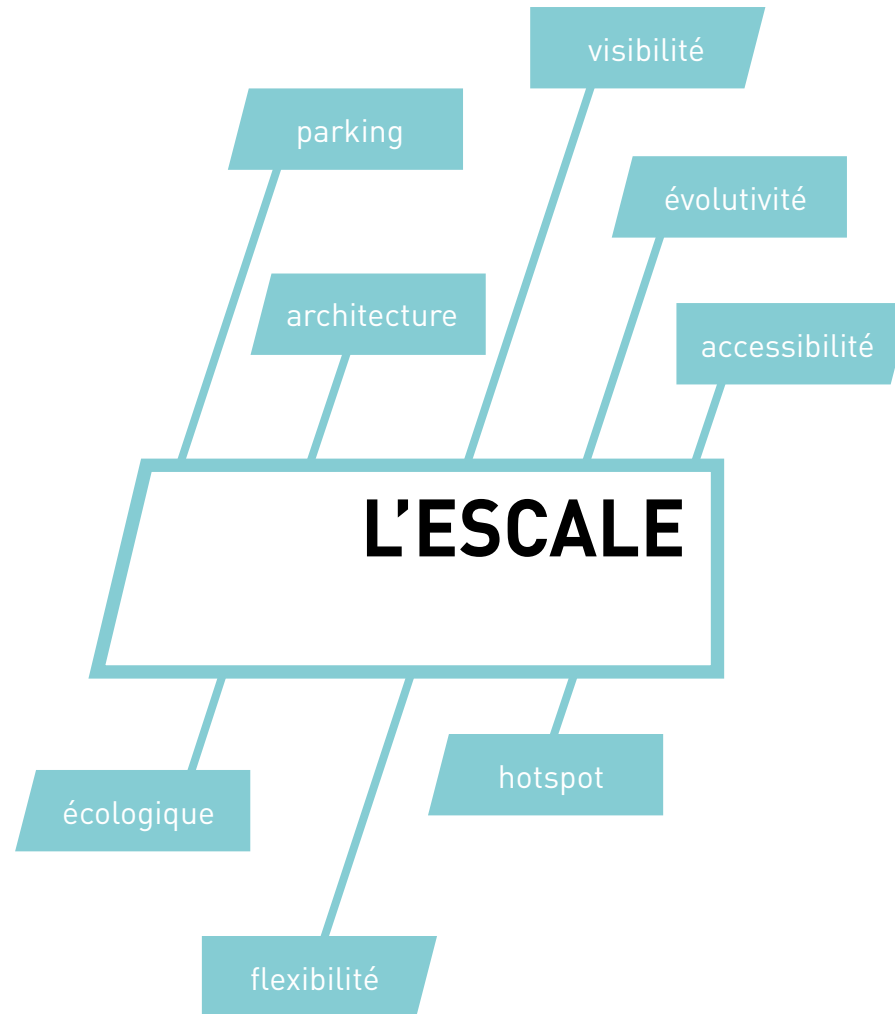 visibilité
parking
évolutivité
architecture
accessibilité
L’ESCALE
hotspot
écologique
flexibilité